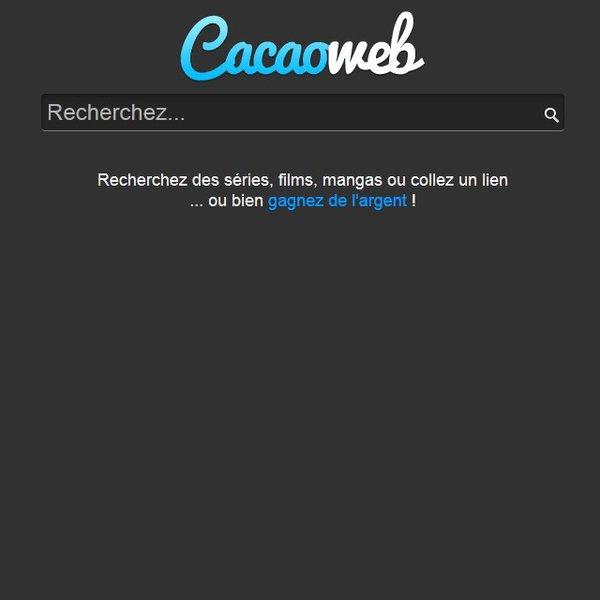 Cacaoweb
Recherchez...
Recherchez des séries, films, mangas ou collez un lien
... ou bien gagnez de l'argent !